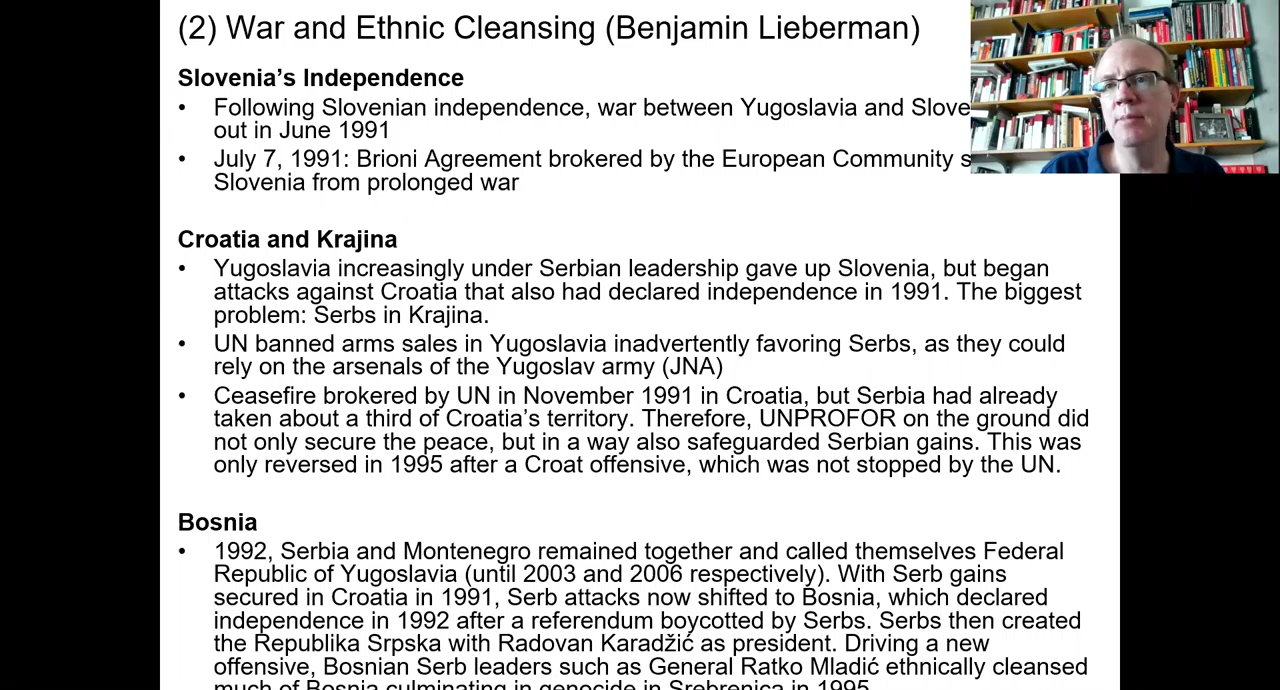 (2) War and Ethnic Cleansing (Benjamin Lieberman)
Slovenia's Independence
• Following Slovenian independence, war between Yugoslavia and Slove
out in June 1991
• July 7, 1991: Brioni Agreement brokered by the European Community s
Slovenia from prolonged war
Croatia and Krajina
• Yugoslavia increasingly under Serbian leadership gave up Slovenia, but began
attacks against Croatia that also had declared independence in 1991. The biggest
problem: Serbs in Krajina.
• UN banned arms sales in Yugoslavia inadvertently favoring Serbs, as they could
rely on the arsenals of the Yugoslav army (JNA)
• Ceasefire brokered by UN in November 1991 in Croatia, but Serbia had already
taken about a third of Croatia's territory. Therefore, UNPROFOR on the ground did
not only secure the peace, but in a way also safeguarded Serbian gains. This was
only reversed in 1995 after a Croat offensive, which was not stopped by the UN.
Bosnia
• 1992, Serbia and Montenegro remained together and called themselves Federal
Republic of Yugoslavia (until 2003 and 2006 respectively). With Serb gains
secured in Croatia in 1991, Serb attacks now shifted to Bosnia, which declared
independence in 1992 after a referendum boycotted by Serbs. Serbs then created
the Republika Srpska with Radovan Karadžić as president. Driving a new
offensive, Bosnian Serb leaders such as General Ratko Mladić ethnically cleansed
much of Bosnia culminating in genocide in Srebrenica in 1995